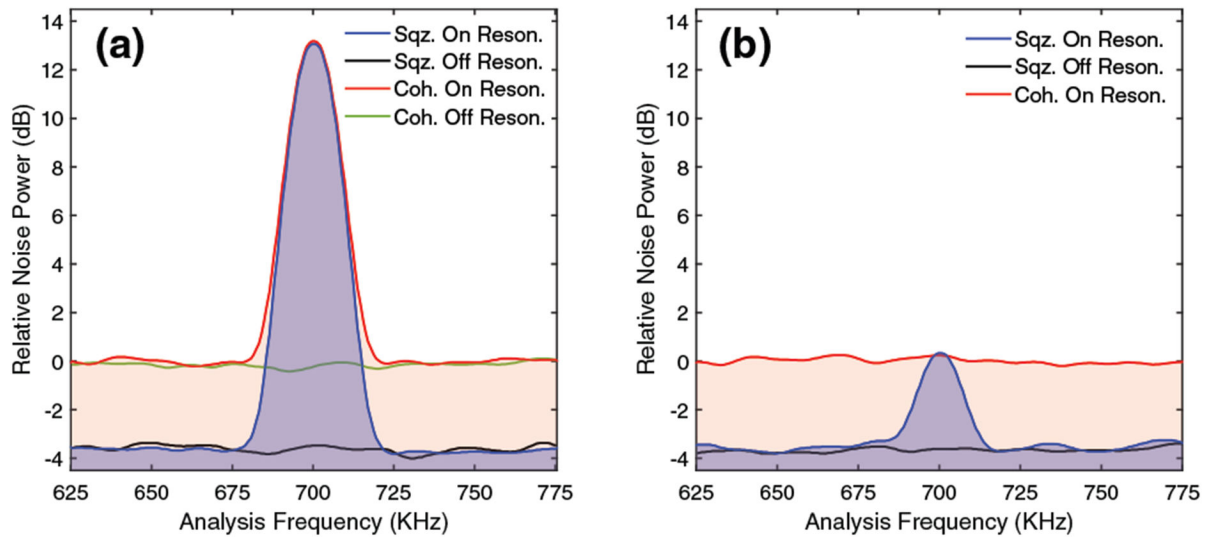 (a)
Sqz. On Reson.
Sqz. Off Reson.
Coh. On Reson.
Coh. Off Reson.
Relative Noise Power (dB)
14
12
10
8
6
4
2
0
-2
-4
625 650 675 700 725 750 775
Analysis Frequency (KHz)
(b)
Sqz. On Reson.
Sqz. Off Reson.
Coh. On Reson.
Relative Noise Power (dB)
14
12
10
8
6
4
2
0
-2
-4
625 650 675 700 725 750 775
Analysis Frequency (KHz)